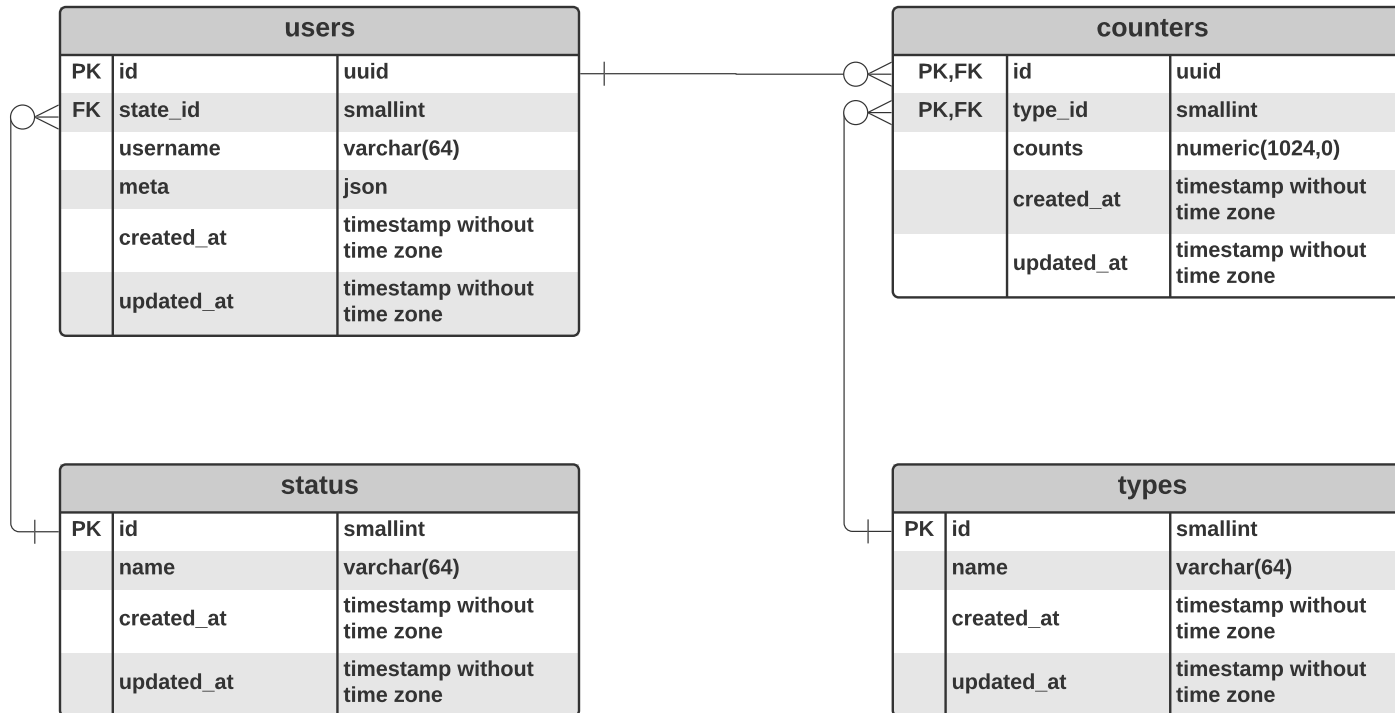 users
PK id uuid
FK state_id smallint
username varchar(64)
meta json
created_at timestamp without
time zone
updated_at timestamp without
time zone
counters
PK,FK id uuid
PK,FK type_id smallint
counts numeric(1024,0)
created_at timestamp without
time zone
updated_at timestamp without
time zone
status
PK id smallint
name varchar(64)
created_at timestamp without
time zone
updated_at timestamp without
time zone
types
PK id smallint
name varchar(64)
created_at timestamp without
time zone
updated_at timestamp without
time zone